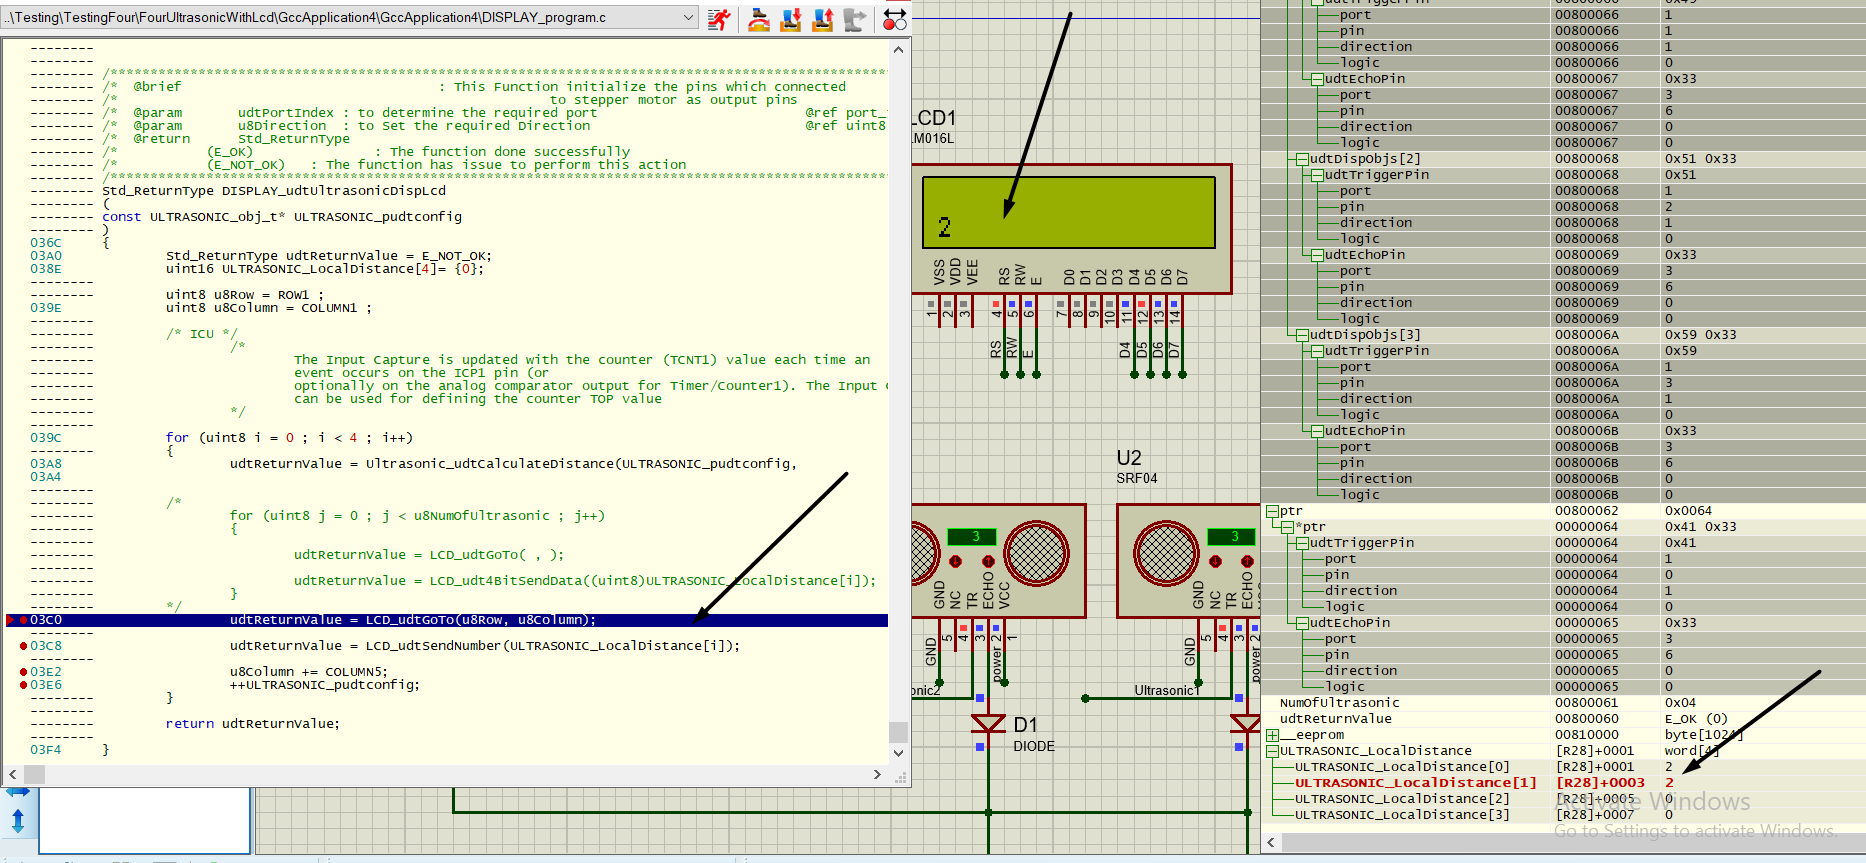 ..\Testing\TestingFour\FourUltrasonicWithLcd\GccApplication4\GccApplication4\DISPLAY_program.c
--------
--------
-------- /**************************************************************************************************
-------- /*  @brief                                : This Function initialize the pins which connected
-------- /*                                                      to stepper motor as output pins
-------- /*  @param       udtPortIndex : to determine the required port                          @ref port_
-------- /*  @param       u8Direction  : to Set the required Direction                           @ref uint8
-------- /*  @return      Std_ReturnType
-------- /*           (E_OK)               : The function done successfully
-------- /*           (E_NOT_OK)   : The function has issue to perform this action
-------- /**************************************************************************************************
-------- Std_ReturnType DISPLAY_udtUltrasonicDispLcd
-------- (
-------- const ULTRASONIC_obj_t* ULTRASONIC_pudtconfig
-------- )
036C {
03A0 Std_ReturnType udtReturnValue = E_NOT_OK;
038E uint16 ULTRASONIC_LocalDistance[4]= {0};
--------
-------- uint8 u8Row = ROW1 ;
039E uint8 u8Column = COLUMN1 ;
--------
-------- /* ICU */
-------- /*
-------- The Input Capture is updated with the counter (TCNT1) value each time an
-------- event occurs on the ICP1 pin (or
-------- optionally on the analog comparator output for Timer/Counter1). The Input
-------- can be used for defining the counter TOP value
-------- */
--------
039C for (uint8 i = 0 ; i < 4 ; i++)
-------- {
03A8 udtReturnValue = Ultrasonic_udtCalculateDistance(ULTRASONIC_pudtconfig,
03A4
--------
-------- /*
-------- for (uint8 j = 0 ; j < u8NumOfUltrasonic ; j++)
-------- {
--------
-------- udtReturnValue = LCD_udtGoTo( , );
--------
-------- udtReturnValue = LCD_udt4BitSendData((uint8)ULTRASONIC_LocalDistance[i]);
-------- }
-------- */
03C0 udtReturnValue = LCD_udtGoTo(u8Row, u8Column);
--------
03C8 udtReturnValue = LCD_udtSendNumber(ULTRASONIC_LocalDistance[i]);
--------
03E2 u8Column += COLUMN5;
03E6 ++ULTRASONIC_pudtconfig;
-------- }
--------
-------- return udtReturnValue;
--------
03F4 }
LCD1
LM016L
2
VSS VDD VEE RS RW E D0 D1 D2 D3 D4 D5 D6 D7
1 2 3 4 5 6 7 8 9 10 11 12 13 14
RS RW E D4 D5 D6 D7
U2
SRF04
3
3
GND NC TR ECHO VCC
GND NC TR ECHO
5 4 3 2 1
5 4 3 2
GND power
GND power
onic2
Ultrasonic1
D1
DIODE
port 00800066 1
pin 00800066 1
direction 00800066 1
logic 00800066 0
udtEchoPin 00800067 0x33
port 00800067 3
pin 00800067 6
direction 00800067 0
logic 00800067 0
udtDispObjs[2] 00800068 0x51 0x33
udtTriggerPin 00800068 0x51
port 00800068 1
pin 00800068 2
direction 00800068 1
logic 00800068 0
udtEchoPin 00800069 0x33
port 00800069 3
pin 00800069 6
direction 00800069 0
logic 00800069 0
udtDispObjs[3] 0080006A 0x59 0x33
udtTriggerPin 0080006A 0x59
port 0080006A 1
pin 0080006A 3
direction 0080006A 1
logic 0080006A 0
udtEchoPin 0080006B 0x33
port 0080006B 3
pin 0080006B 6
direction 0080006B 0
logic 0080006B 0
ptr 00800062 0x0064
*ptr 00000064 0x41 0x33
udtTriggerPin 00000064 0x41
port 00000064 1
pin 00000064 0
direction 00000064 1
logic 00000064 0
udtEchoPin 00000065 0x33
port 00000065 3
pin 00000065 6
direction 00000065 0
logic 00000065 0
NumOfUltrasonic 00800061 0x04
udtReturnValue 00800060 E_OK (0)
__eeprom 00810000 byte[1024]
ULTRASONIC_LocalDistance [R28]+0001 word[4]
ULTRASONIC_LocalDistance[0] [R28]+0001 2
ULTRASONIC_LocalDistance[1] [R28]+0003 2
ULTRASONIC_LocalDistance[2] [R28]+0005 0
ULTRASONIC_LocalDistance[3] [R28]+0007 0
Activate Windows
Go to Settings to activate Windows.